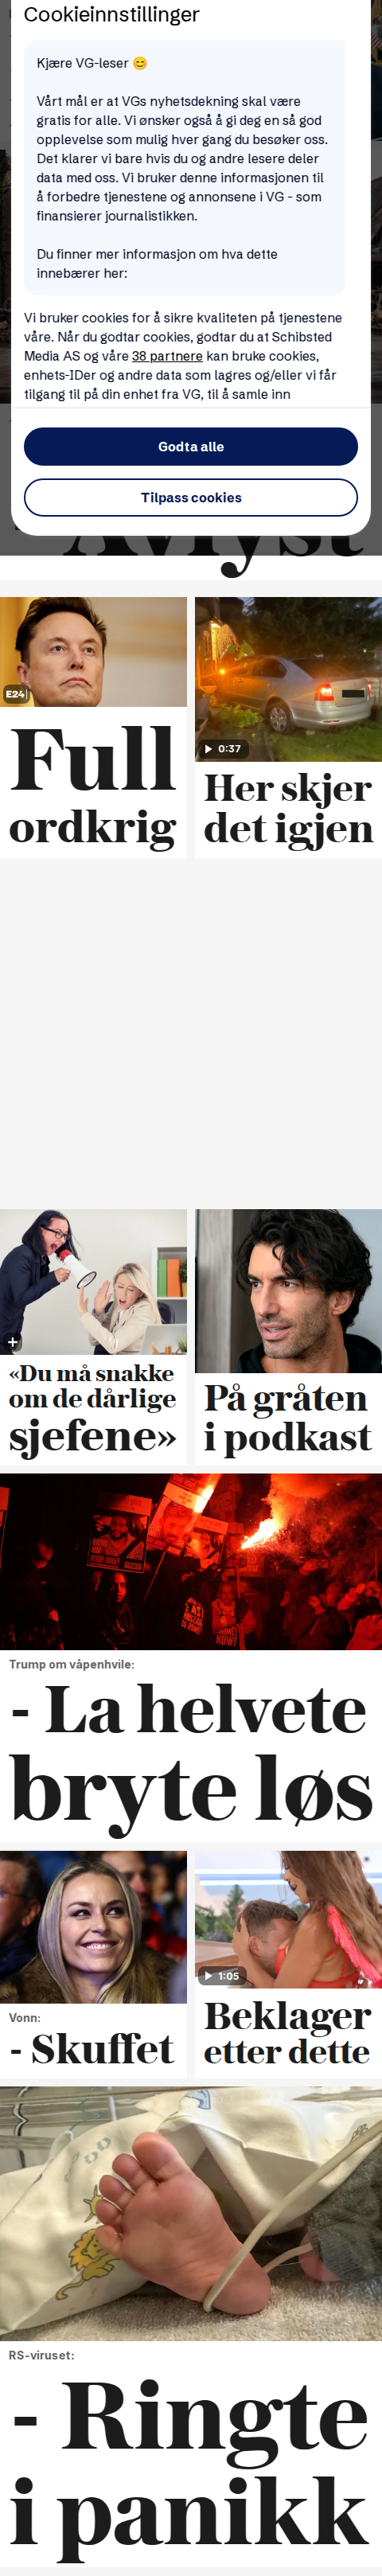 Cookieinnstillinger
Kjære VG-leser 😊
Vårt mål er at VGs nyhetsdekning skal være
gratis for alle. Vi ønsker også å gi deg en så god
opplevelse som mulig hver gang du besøker oss.
Det klarer vi bare hvis du og andre lesere deler
data med oss. Vi bruker denne informasjonen til
å forbedre tjenestene og annonsene i VG - som
finansierer journalistikken.
Du finner mer informasjon om hva dette
innebærer her:
Vi bruker cookies for å sikre kvaliteten på tjenestene
våre. Når du godtar cookies, godtar du at Schibsted
Media AS og våre 38 partnere kan bruke cookies,
enhets-IDer og andre data som lagres og/eller vi får
tilgang til på din enhet fra VG, til å samle inn
Godta alle
Tilpass cookies
- Avlyst
E24
Full
ordkrig
0:37
Her skjer
det igjen
«Du må snakke
om de dårlige
sjefene»
På gråten
i podkast
Trump om våpenhvile:
- La helvete
bryte løs
Vonn:
- Skuffet
1:05
Beklager
etter dette
RS-viruset:
- Ringte
i panikk